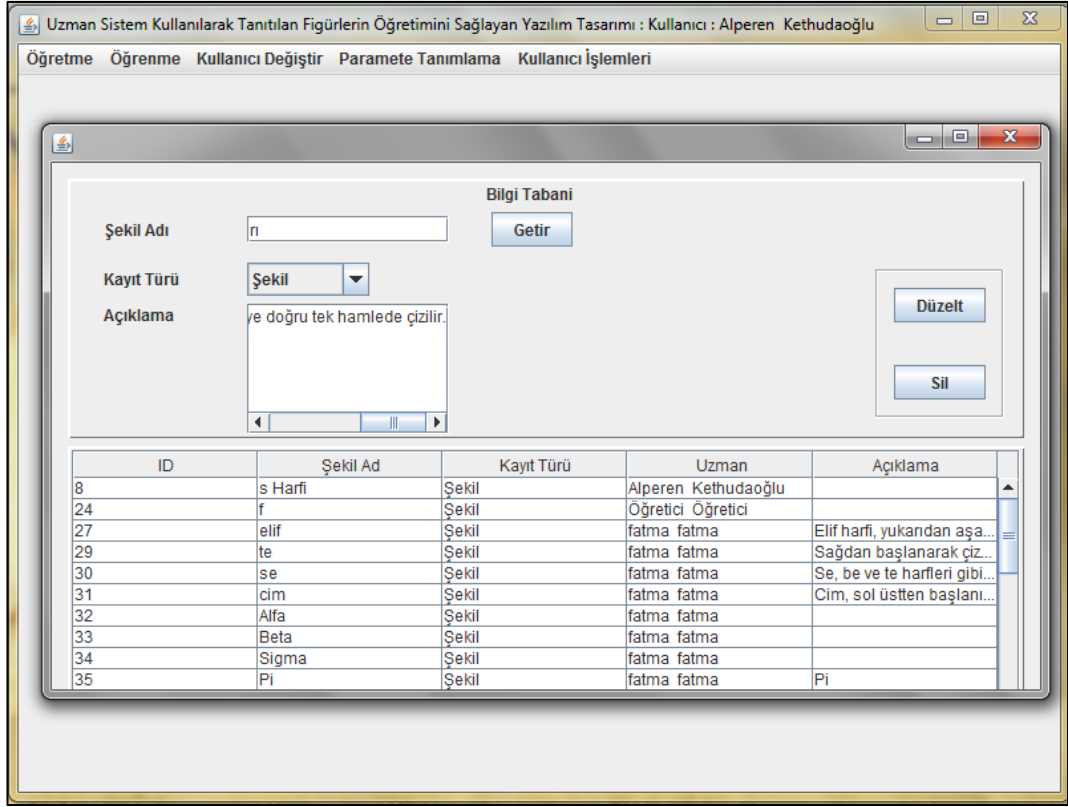 Uzman Sistem Kullanılarak Tanıtılan Figürlerin Öğretimini Sağlayan Yazılım Tasarımı : Kullanıcı : Alperen Kethudaoğlu
Öğretme Öğrenme Kullanıcı Değiştir Paramete Tanımlama Kullanıcı İşlemleri
Bilgi Tabani
Şekil Adı rı Getir
Kayıt Türü Şekil
Açıklama ye doğru tek hamlede çizilir.
Düzelt
Sil
ID Şekil Ad Kayıt Türü Uzman Açıklama
8 s Harfi Şekil Alperen Kethudaoğlu
24 f Şekil Öğretici Öğretici
27 elif Şekil fatma fatma Elif harfi, yukarıdan aşa...
29 te Şekil fatma fatma Sağdan başlanarak çiz...
30 se Şekil fatma fatma Se, be ve te harfleri gibi...
31 cim Şekil fatma fatma Cim, sol üstten başlanı...
32 Alfa Şekil fatma fatma
33 Beta Şekil fatma fatma
34 Sigma Şekil fatma fatma
35 Pi Şekil fatma fatma Pi